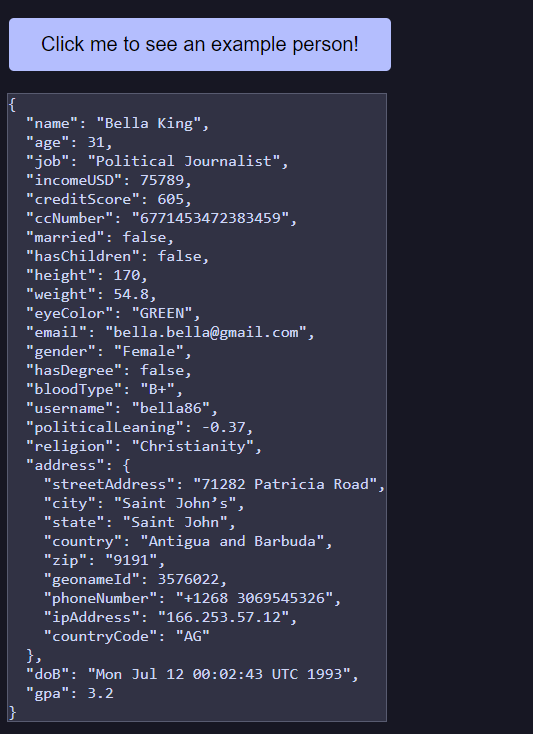 Click me to see an example person!
{
  "name": "Bella King",
  "age": 31,
  "job": "Political Journalist",
  "incomeUSD": 75789,
  "creditScore": 605,
  "ccNumber": "6771453472383459",
  "married": false,
  "hasChildren": false,
  "height": 170,
  "weight": 54.8,
  "eyeColor": "GREEN",
  "email": "bella.bella@gmail.com",
  "gender": "Female",
  "hasDegree": false,
  "bloodType": "B+",
  "username": "bella86",
  "politicalLeaning": -0.37,
  "religion": "Christianity",
  "address": {
    "streetAddress": "71282 Patricia Road",
    "city": "Saint John’s",
    "state": "Saint John",
    "country": "Antigua and Barbuda",
    "zip": "9191",
    "geonameId": 3576022,
    "phoneNumber": "+1268 3069545326",
    "ipAddress": "166.253.57.12",
    "countryCode": "AG"
  },
  "doB": "Mon Jul 12 00:02:43 UTC 1993",
  "gpa": 3.2
}